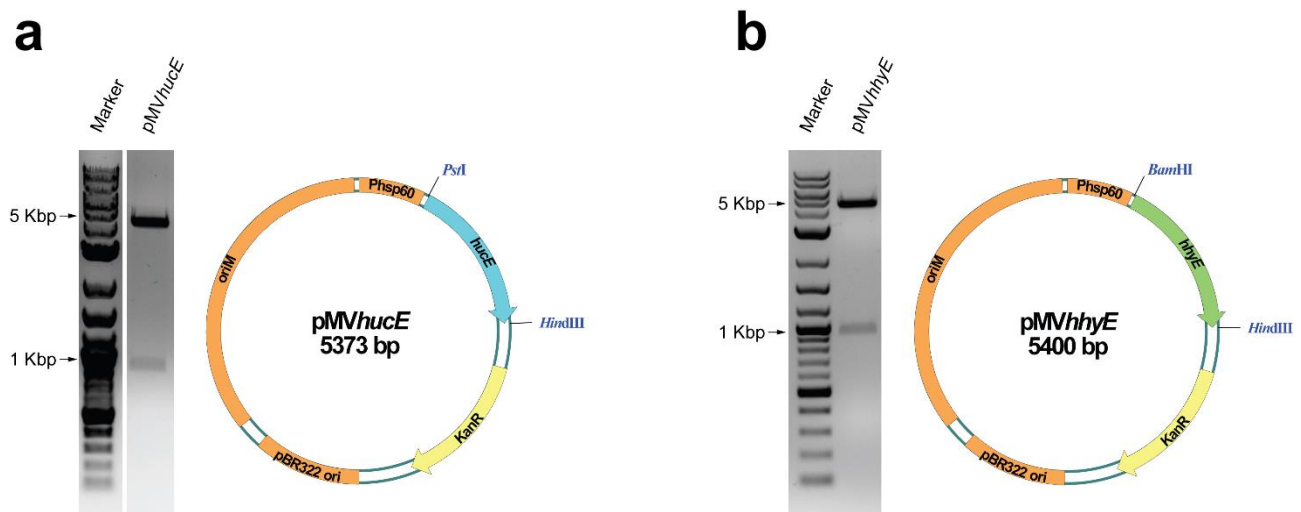 a
Marker
pMVhucE
5 Kbp
1 Kbp
Phsp60
PstI
hucE
HindIII
KanR
pBR322 ori
oriM
pMVhucE
5373 bp
b
Marker
pMVhhyE
5 Kbp
1 Kbp
Phsp60
BamHI
hhyE
HindIII
KanR
pBR322 ori
oriM
pMVhhyE
5400 bp